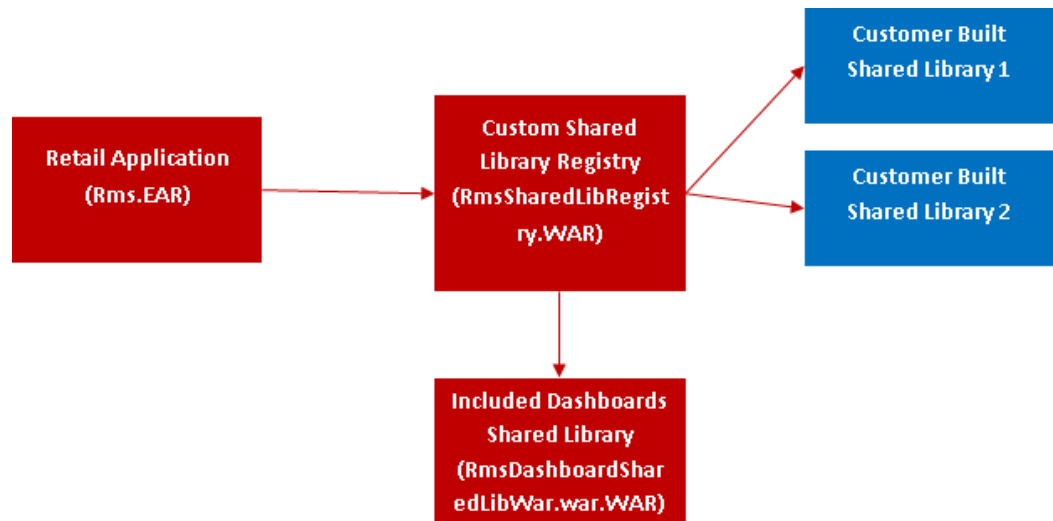 Retail Application
(Rms.EAR)
Custom Shared
Library Registry
(RmsSharedLibRegist
ry.WAR)
Customer Built
Shared Library 1
Customer Built
Shared Library 2
Included Dashboards
Shared Library
(RmsDashboardShar
edLibWar.war.WAR)